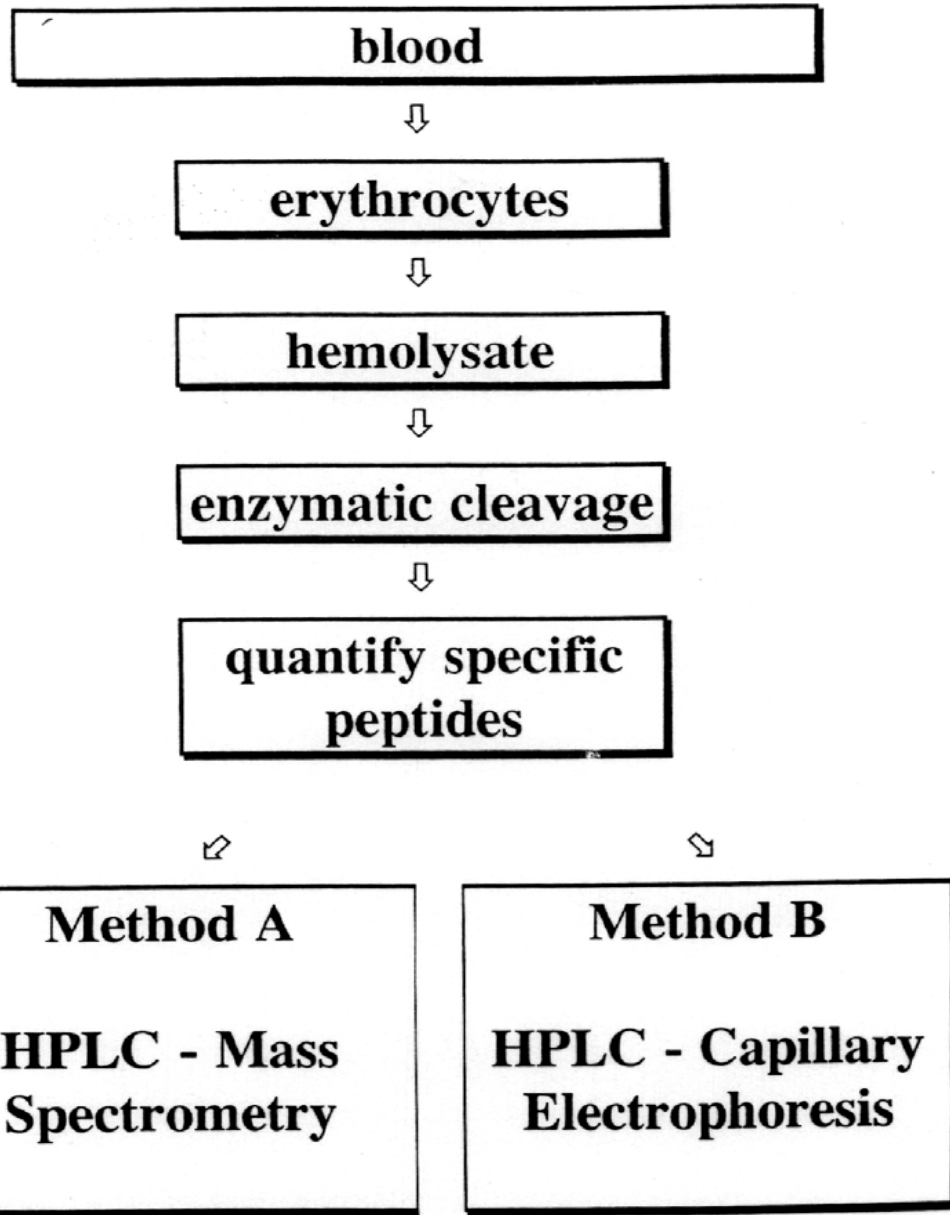 blood
erythrocytes
hemolysate
enzymatic cleavage
quantify specific
peptides
Method A
HPLC - Mass
Spectrometry
Method B
HPLC - Capillary
Electrophoresis